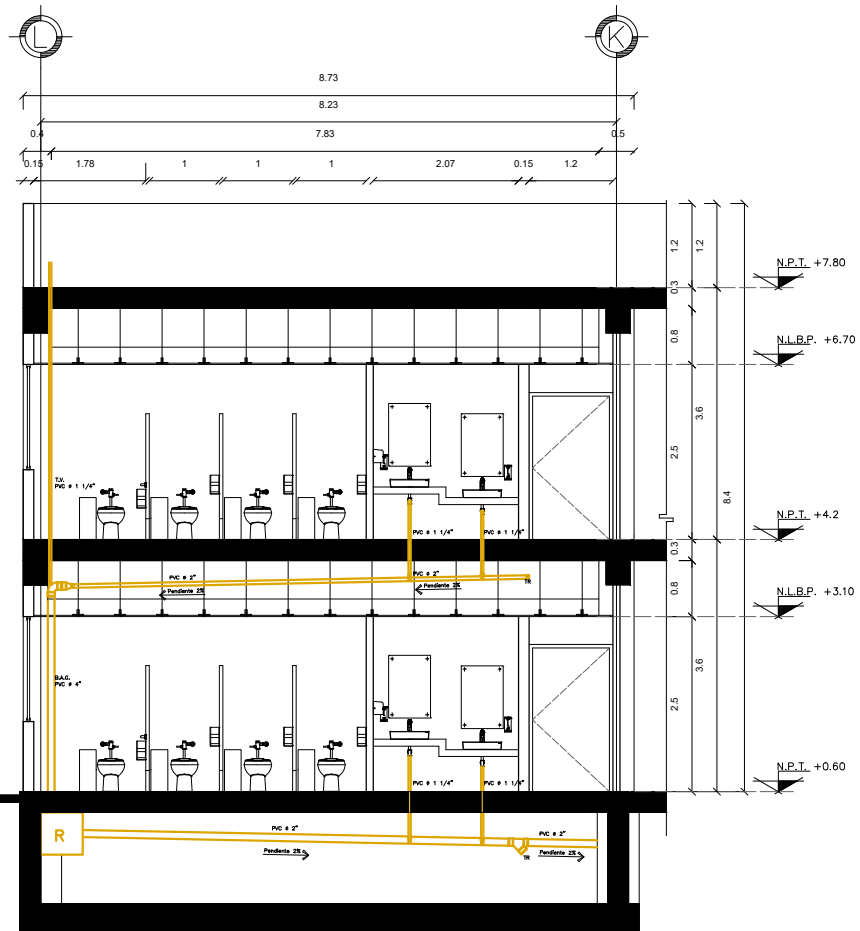 L
K
8.73
8.23
0.4
7.83
0.5
0.15
1.78
1
1
1
2.07
0.15
1.2
1.2
1.2
N.P.T. +7.80
0.3
0.8
N.L.B.P. +6.70
3.6
2.5
T.V.
PVC ø 1 1/4"
8.4
N.P.T. +4.2
PVC ø 1 1/4"
PVC ø 1 1/4"
0.3
PVC ø 2"
PVC ø 2"
TR
Pendiente 2%
Pendiente 2%
0.8
N.L.B.P. +3.10
3.6
B.A.G.
PVC ø 4"
2.5
N.P.T. +0.60
PVC ø 1 1/4"
PVC ø 1 1/4"
R
PVC ø 2"
PVC ø 2"
Pendiente 2%
TR
Pendiente 2%